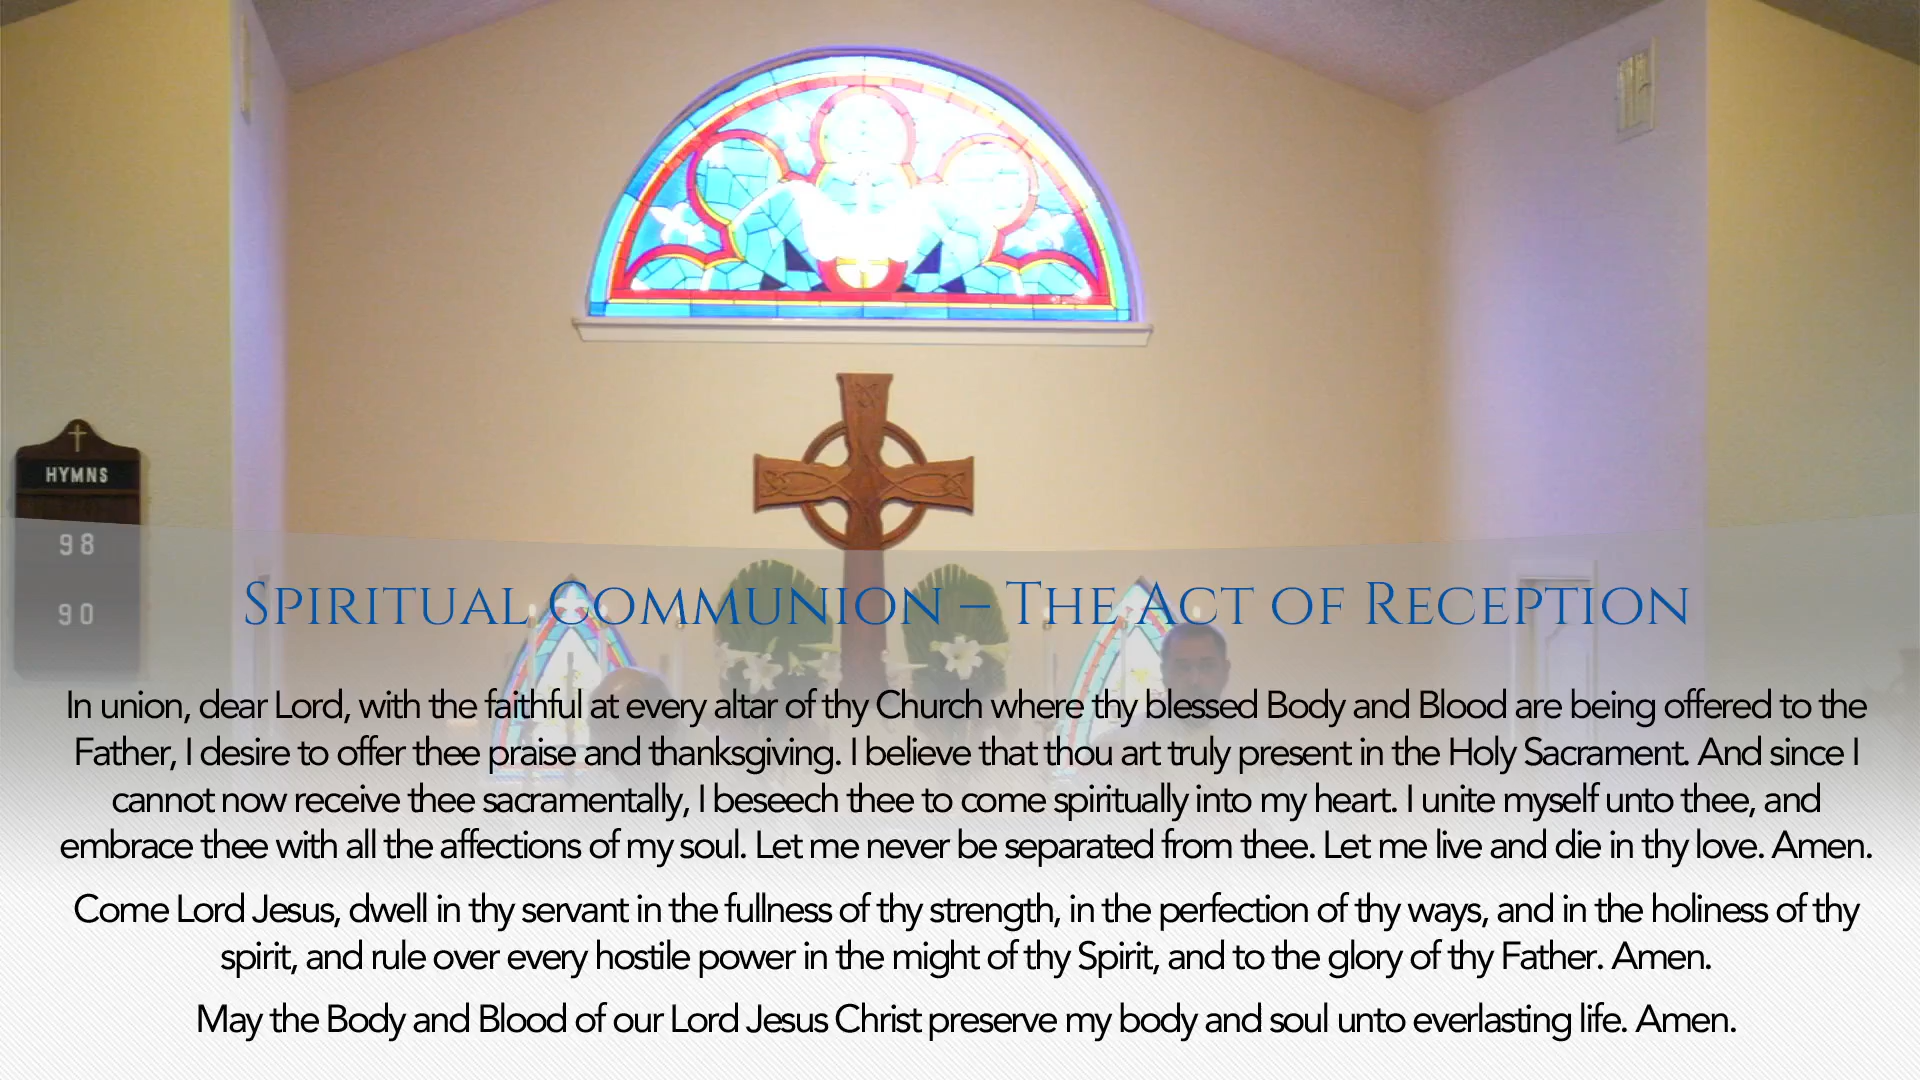 HYMNS
98
90
Spiritual Communion – The Act of Reception
In union, dear Lord, with the faithful at every altar of thy Church where thy blessed Body and Blood are being offered to the
Father, I desire to offer thee praise and thanksgiving. I believe that thou art truly present in the Holy Sacrament. And since I
cannot now receive thee sacramentally, I beseech thee to come spiritually into my heart. I unite myself unto thee, and
embrace thee with all the affections of my soul. Let me never be separated from thee. Let me live and die in thy love. Amen.
Come Lord Jesus, dwell in thy servant in the fullness of thy strength, in the perfection of thy ways, and in the holiness of thy
spirit, and rule over every hostile power in the might of thy Spirit, and to the glory of thy Father. Amen.
May the Body and Blood of our Lord Jesus Christ preserve my body and soul unto everlasting life. Amen.